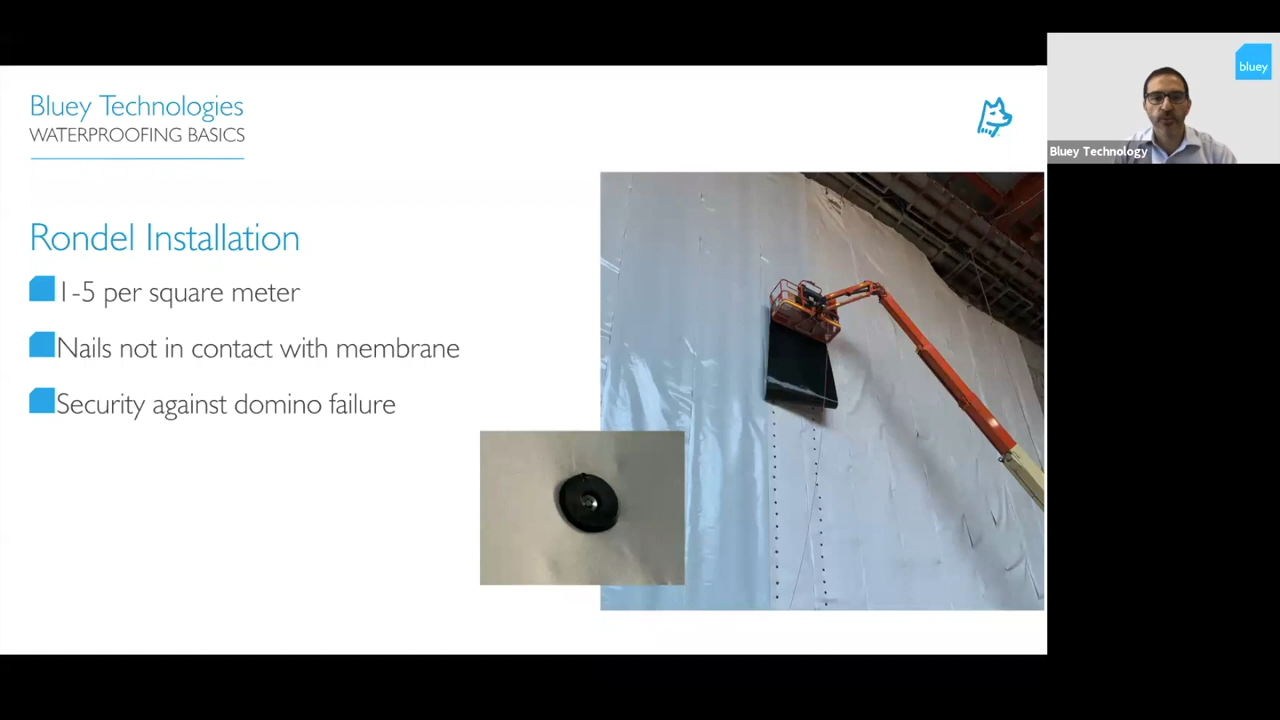 Bluey Technologies
WATERPROOFING BASICS
Rondel Installation
1-5 per square meter
Nails not in contact with membrane
Security against domino failure
bluey
Bluey Technology